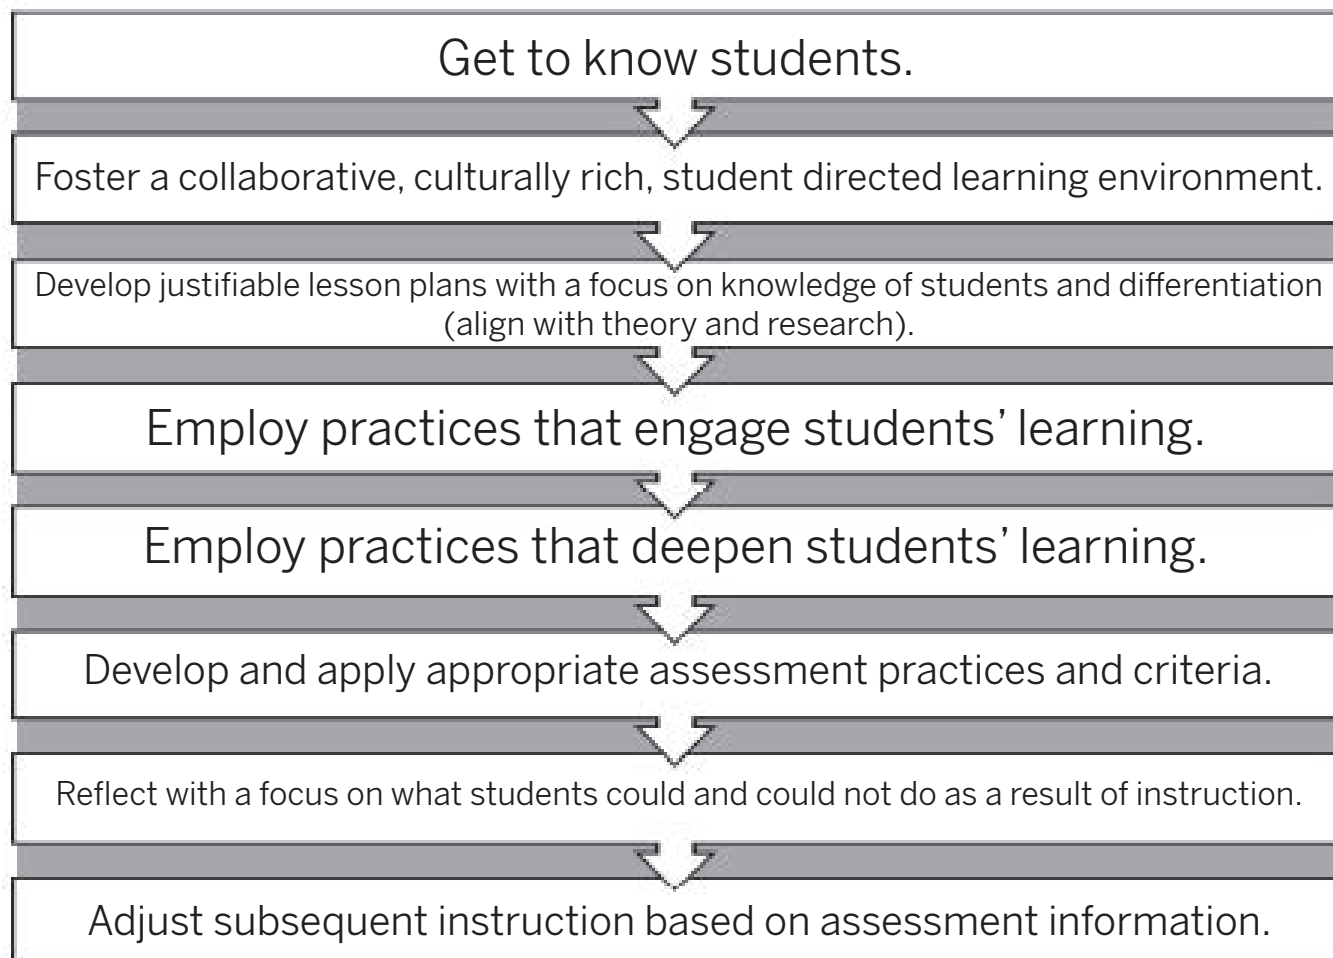 Get to know students.
Foster a collaborative, culturally rich, student directed learning environment.
Develop justifiable lesson plans with a focus on knowledge of students and differentiation
(align with theory and research).
Employ practices that engage students’ learning.
Employ practices that deepen students’ learning.
Develop and apply appropriate assessment practices and criteria.
Reflect with a focus on what students could and could not do as a result of instruction.
Adjust subsequent instruction based on assessment information.